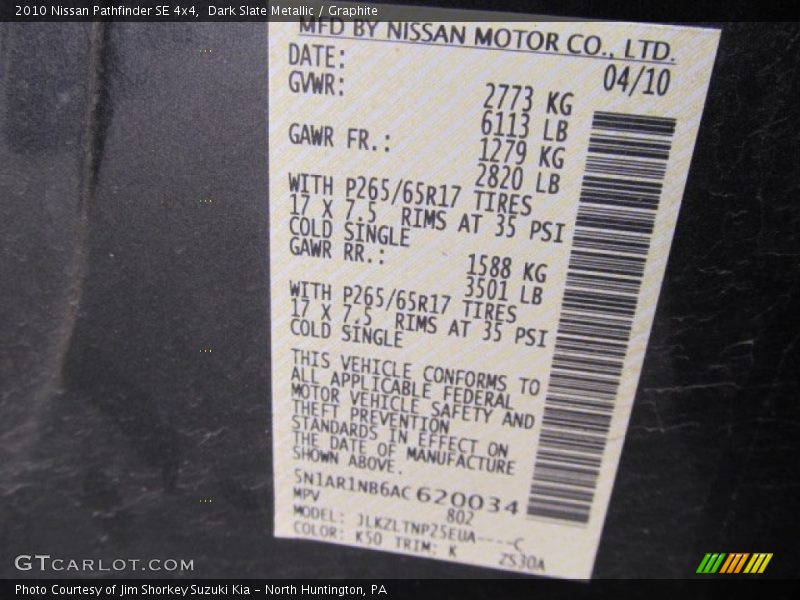 2010 Nissan Pathfinder SE 4x4,  Dark Slate Metallic / Graphite
MFD BY NISSAN MOTOR CO., LTD.
DATE: 04/10
GVWR: 2773 KG
6113 LB
GAWR FR.: 1279 KG
2820 LB
WITH P265/65R17 TIRES
17 X 7.5 RIMS AT 35 PSI
COLD SINGLE
GAWR RR.: 1588 KG
3501 LB
WITH P265/65R17 TIRES
17 X 7.5 RIMS AT 35 PSI
COLD SINGLE
THIS VEHICLE CONFORMS TO
ALL APPLICABLE FEDERAL
MOTOR VEHICLE SAFETY AND
THEFT PREVENTION
STANDARDS IN EFFECT ON
THE DATE OF MANUFACTURE
SHOWN ABOVE.
5N1AR1NB6AC620034
MPV 802
MODEL: JLKZLTNP25EUA----C
COLOR: K50 TRIM: K ZS30A
GTCARLOT.COM
Photo Courtesy of Jim Shorkey Suzuki Kia – North Huntington, PA